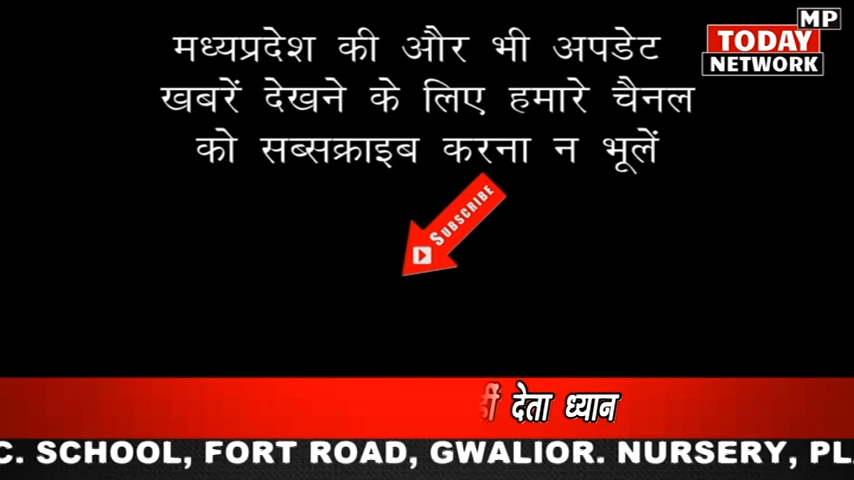 MP
TODAY
NETWORK
मध्यप्रदेश की और भी अपडेट
खबरें देखने के लिए हमारे चैनल
को सब्सक्राइब करना न भूलें
SUBSCRIBE
देता ध्यान
C. SCHOOL, FORT ROAD, GWALIOR. NURSERY,